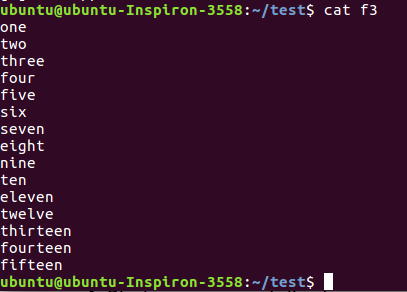 ubuntu@ubuntu-Inspiron-3558:~/test$ cat f3
one
two
three
four
five
six
seven
eight
nine
ten
eleven
twelve
thirteen
fourteen
fifteen
ubuntu@ubuntu-Inspiron-3558:~/test$